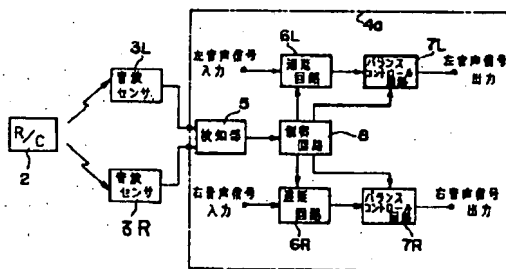 4a
3L
音波
センサ
R/C
2
音波
センサ
3R
5
検知部
左音声信号
入力
6L
遅延
回路
7L
バランス
コントロール
回路
左音声信号
出力
制御
回路
8
右音声信号
入力
遅延
回路
6R
バランス
コントロール
回路
7R
右音声信号
出力